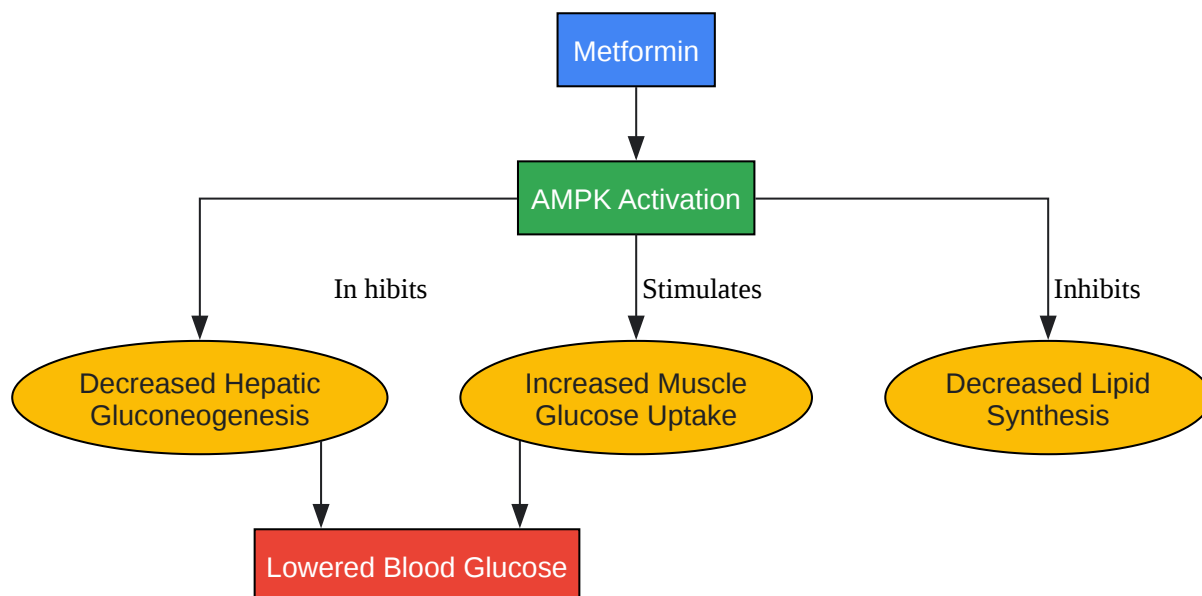 Metformin
AMPK Activation
In hibits
Stimulates
Inhibits
Decreased Hepatic
Gluconeogenesis
Increased Muscle
Glucose Uptake
Decreased Lipid
Synthesis
Lowered Blood Glucose